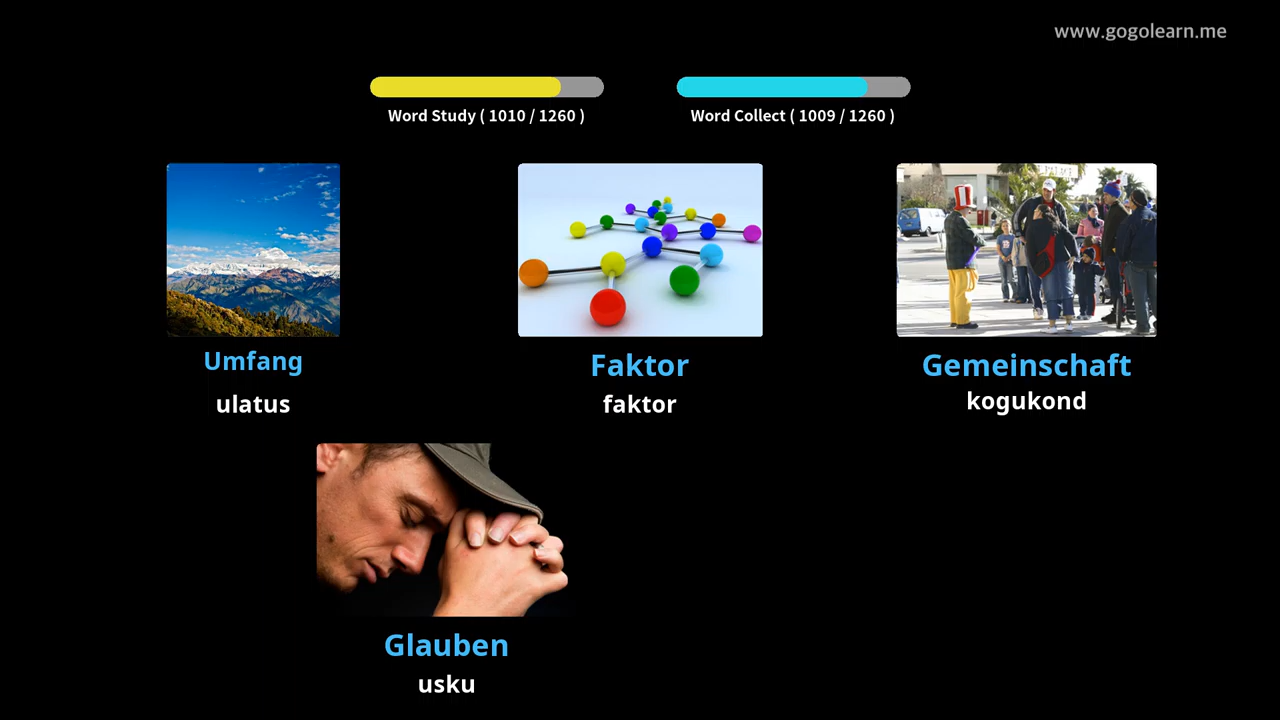 www.gogolearn.me
Word Study ( 1010 / 1260 )
Word Collect ( 1009 / 1260 )
Umfang
ulatus
Faktor
faktor
Gemeinschaft
kogukond
Glauben
usku